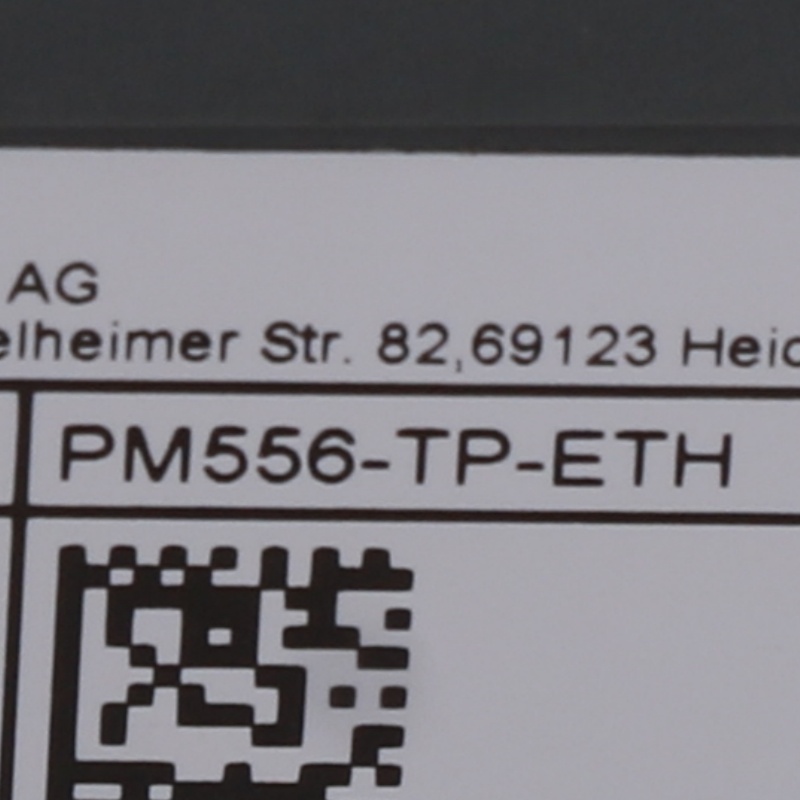 AG
elheimer Str. 82,69123 Heid
PM556-TP-ETH